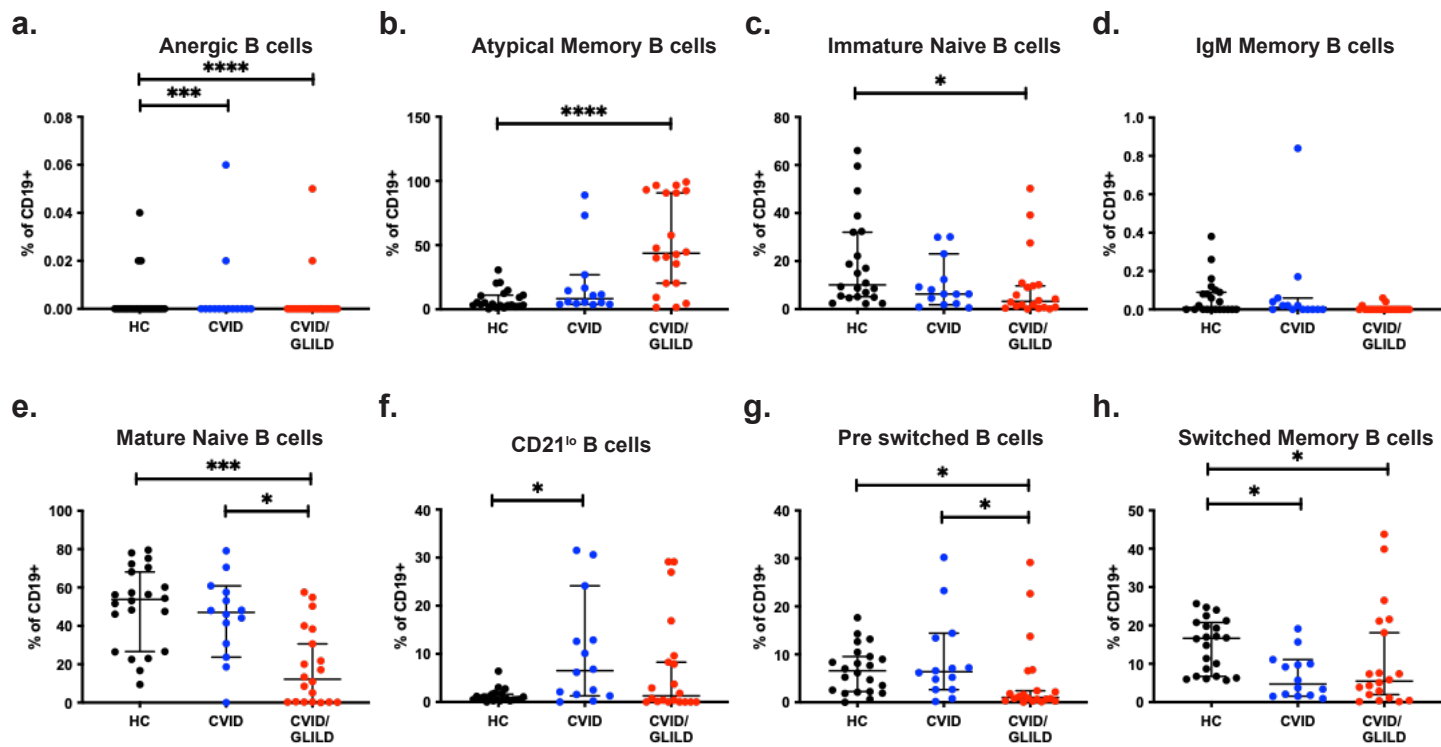 a.
Anergic B cells
****
***
% of CD19+
0.08
0.06
0.04
0.02
0.00
HC
CVID
CVID/
GLILD
b.
Atypical Memory B cells
****
% of CD19+
150
100
50
0
HC
CVID
CVID/
GLILD
c.
Immature Naive B cells
*
% of CD19+
80
60
40
20
0
HC
CVID
CVID/
GLILD
d.
IgM Memory B cells
% of CD19+
1.0
0.8
0.6
0.4
0.2
0.0
HC
CVID
CVID/
GLILD
e.
Mature Naive B cells
***
*
% of CD19+
100
80
60
40
20
0
HC
CVID
CVID/
GLILD
f.
CD21ˡᵒ B cells
*
% of CD19+
40
30
20
10
0
HC
CVID
CVID/
GLILD
g.
Pre switched B cells
*
*
% of CD19+
40
30
20
10
0
HC
CVID
CVID/
GLILD
h.
Switched Memory B cells
*
*
% of CD19+
50
40
30
20
10
0
HC
CVID
CVID/
GLILD